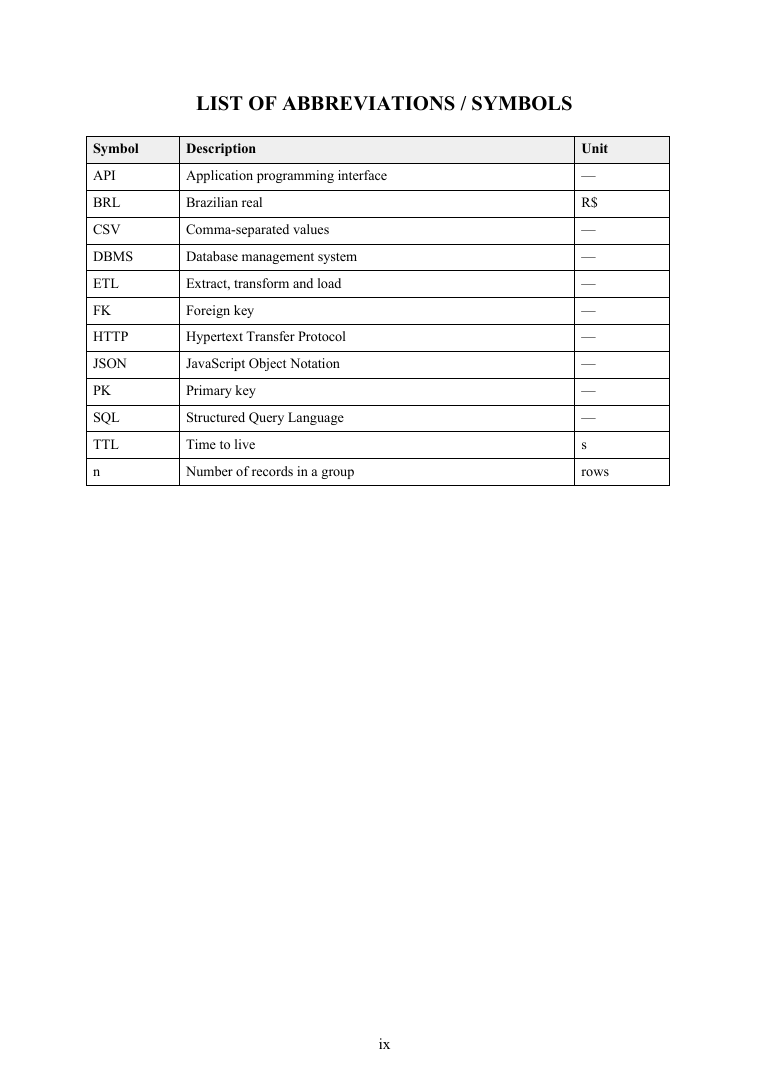 LIST OF ABBREVIATIONS / SYMBOLS
Symbol Description Unit
API Application programming interface —
BRL Brazilian real R$
CSV Comma-separated values —
DBMS Database management system —
ETL Extract, transform and load —
FK Foreign key —
HTTP Hypertext Transfer Protocol —
JSON JavaScript Object Notation —
PK Primary key —
SQL Structured Query Language —
TTL Time to live s
n Number of records in a group rows
ix